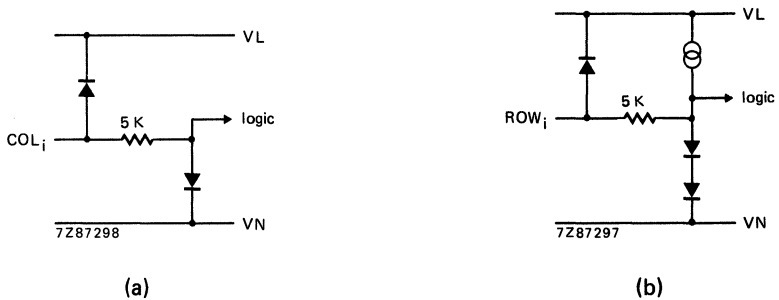 VL
5 K
logic
COLi
VN
7Z87298
(a)
VL
5 K
logic
ROWi
VN
7Z87297
(b)